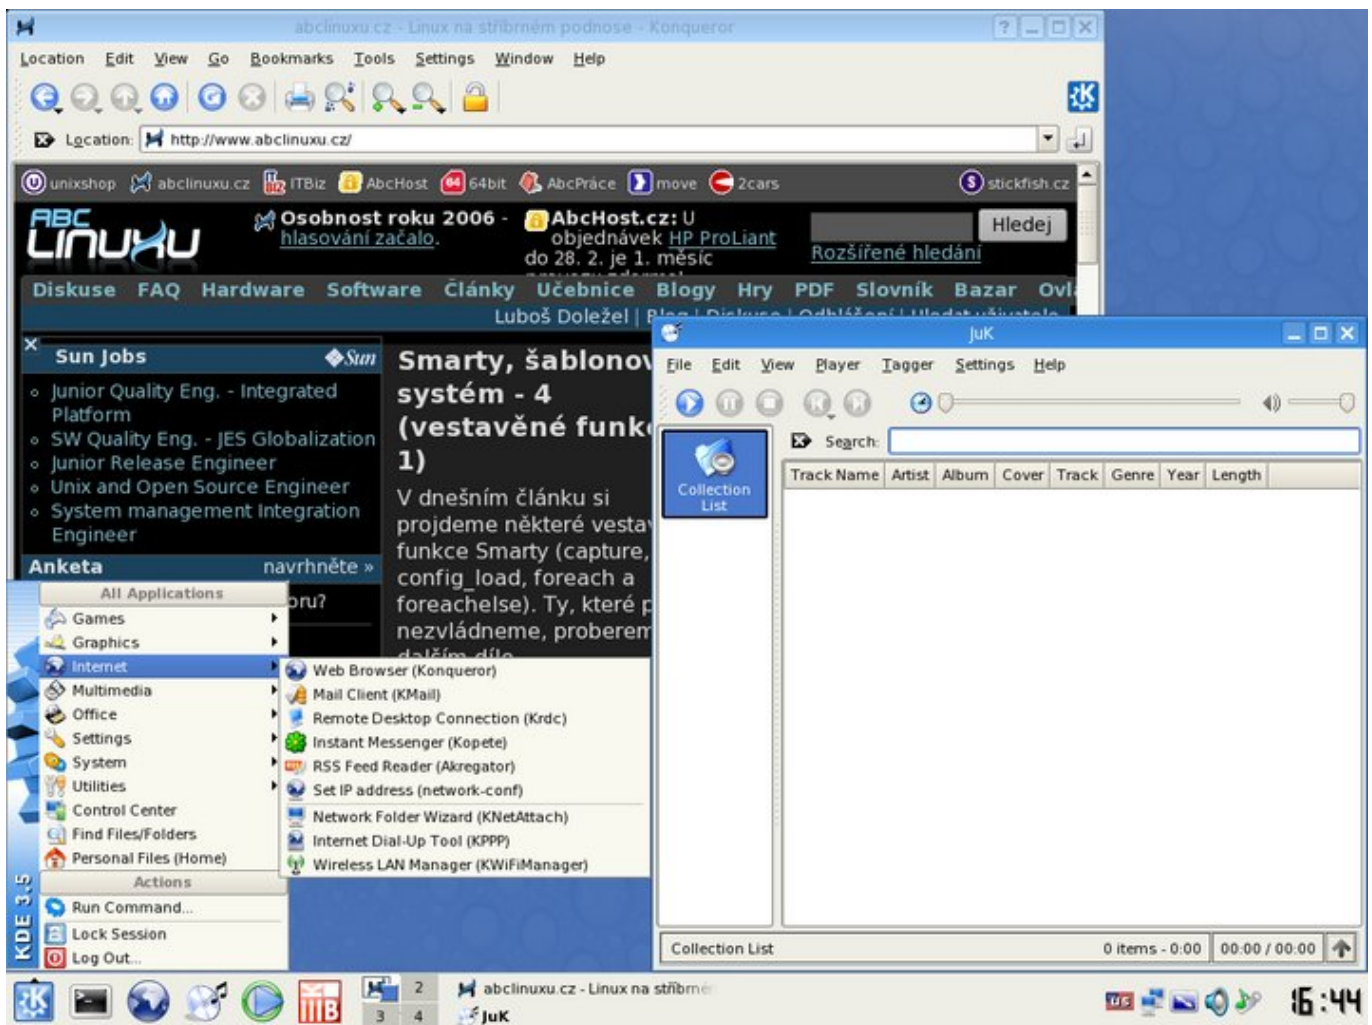 abclinuxu.cz - Linux na stříbrném podnose - Konqueror
Location Edit View Go Bookmarks Tools Settings Window Help
Location: http://www.abclinuxu.cz/
unixshop abclinuxu.cz ITBiz AbcHost 64bit AbcPráce move 2cars stickfish.cz
ABC LINUXU
Osobnost roku 2006 -
hlasování začalo.
AbcHost.cz: U
objednávek HP ProLiant
do 28. 2. je 1. měsíc
Hledej
Rozšířené hledání
Diskuse FAQ Hardware Software Články Učebnice Blogy Hry PDF Slovník Bazar
Luboš Doležel |
Sun Jobs Sun
Junior Quality Eng. - Integrated
Platform
SW Quality Eng. - JES Globalization
Junior Release Engineer
Unix and Open Source Engineer
System management Integration
Engineer
Anketa navrhněte »
Smarty, šablonov
systém - 4
(vestavěné funk
1)
V dnešním článku si
projdeme některé vesta
funkce Smarty (capture,
config_load, foreach a
foreachelse). Ty, které p
nezvládneme, proberem
JuK
File Edit View Player Tagger Settings Help
Search:
Collection
List
Track Name Artist Album Cover Track Genre Year Length
Collection List 0 items - 0:00 00:00 / 00:00
All Applications
Games
Graphics
Internet
Multimedia
Office
Settings
System
Utilities
Control Center
Find Files/Folders
Personal Files (Home)
Actions
Run Command...
Lock Session
Log Out...
KDE 3.5
Web Browser (Konqueror)
Mail Client (KMail)
Remote Desktop Connection (Krdc)
Instant Messenger (Kopete)
RSS Feed Reader (Akregator)
Set IP address (network-conf)
Network Folder Wizard (KNetAttach)
Internet Dial-Up Tool (KPPP)
Wireless LAN Manager (KWiFiManager)
2
3 4
abclinuxu.cz - Linux na stříbrné
JuK
us
16:44